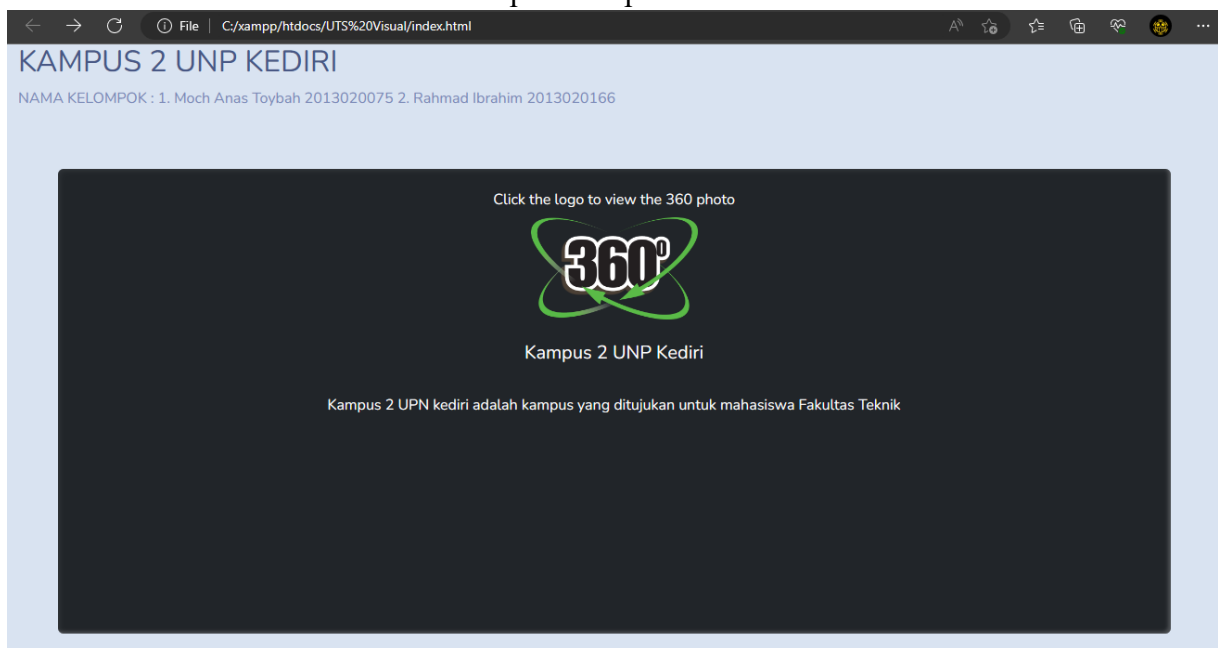 File C:/xampp/htdocs/UTS%20Visual/index.html
KAMPUS 2 UNP KEDIRI
NAMA KELOMPOK : 1. Moch Anas Toybah 2013020075 2. Rahmad Ibrahim 2013020166
Click the logo to view the 360 photo
360°
Kampus 2 UNP Kediri
Kampus 2 UPN kediri adalah kampus yang ditujukan untuk mahasiswa Fakultas Teknik